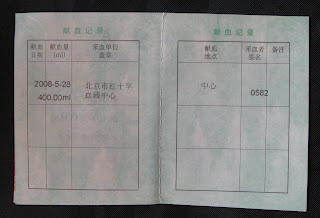 献血记录
献血日期
献血量(ml)
采血单位盖章
2008-5-28
400.00ml
北京市红十字
血液中心
献血记录
献血地点
采血者签名
备注
中心
0582